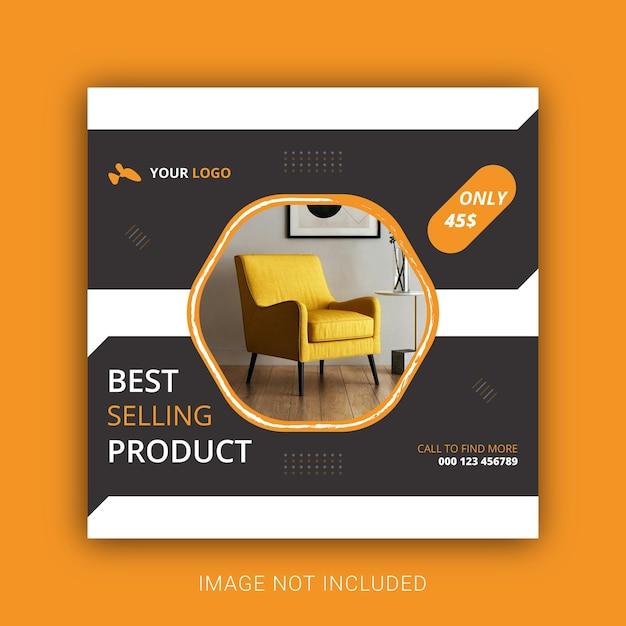 YOUR LOGO
ONLY
45$
BEST
SELLING
PRODUCT
CALL TO FIND MORE
000 123 456789
IMAGE NOT INCLUDED